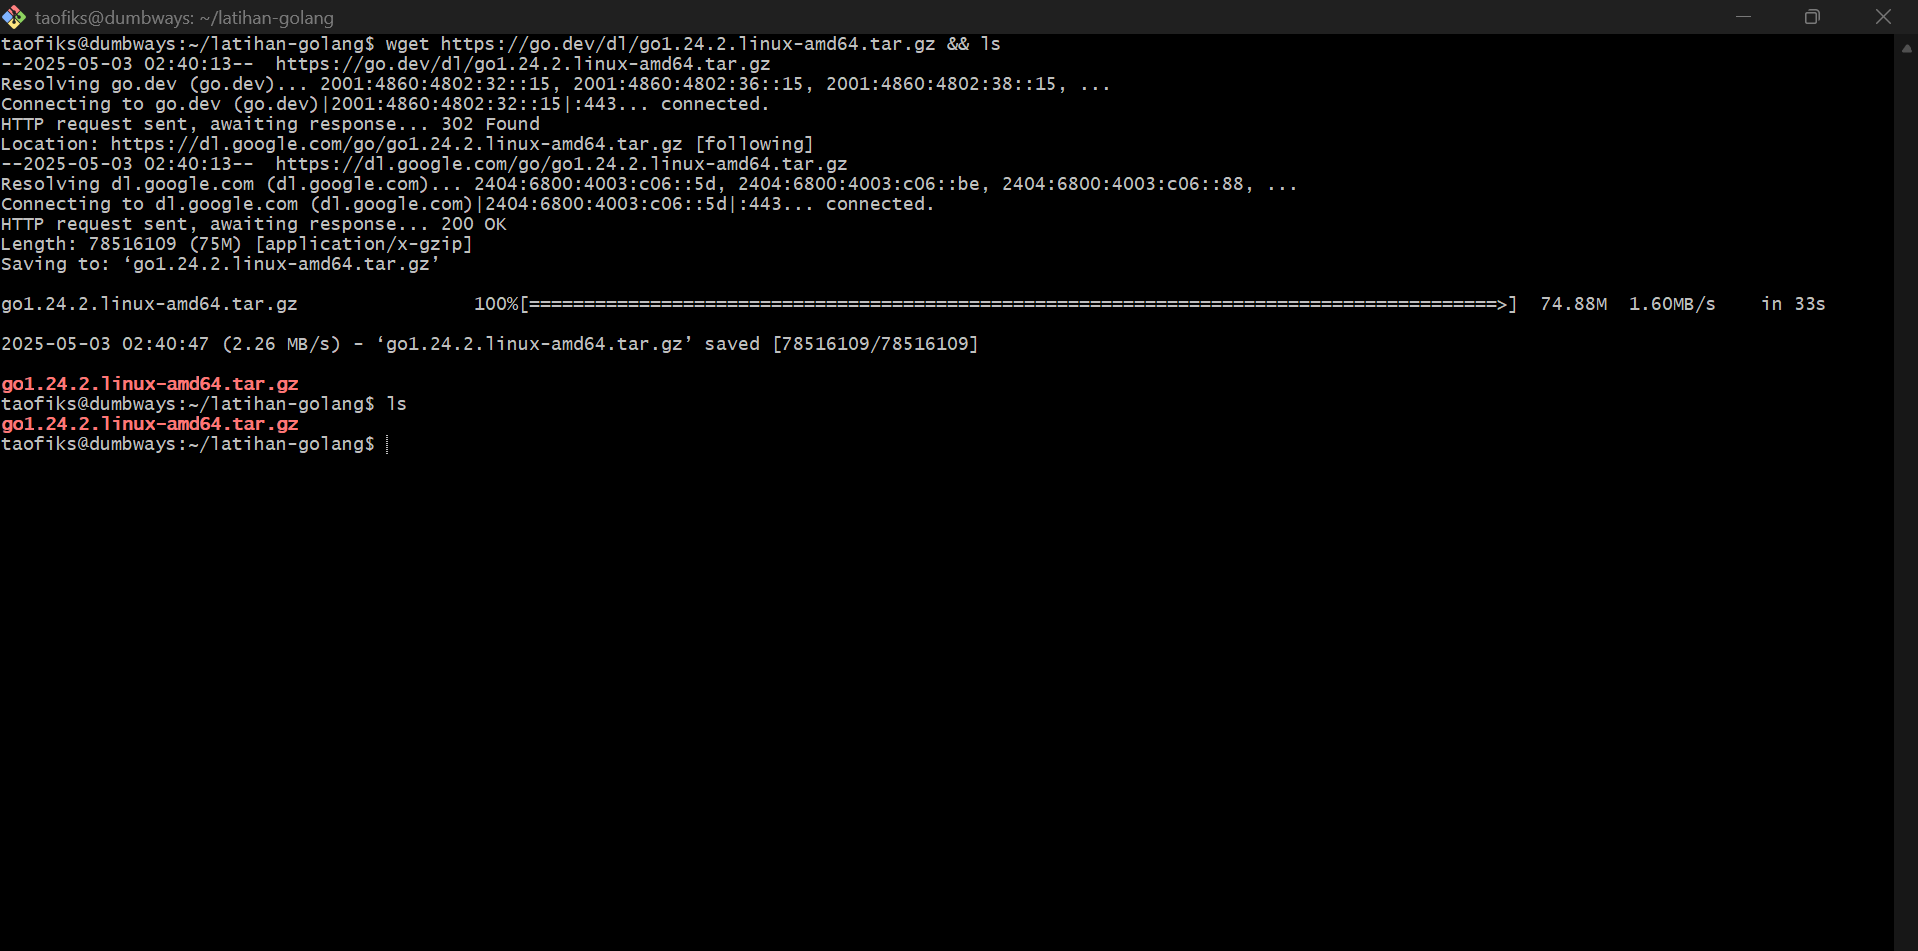 taofiks@dumbways: ~/latihan-golang
taofiks@dumbways:~/latihan-golang$ wget https://go.dev/dl/go1.24.2.linux-amd64.tar.gz && ls
--2025-05-03 02:40:13--  https://go.dev/dl/go1.24.2.linux-amd64.tar.gz
Resolving go.dev (go.dev)... 2001:4860:4802:32::15, 2001:4860:4802:36::15, 2001:4860:4802:38::15, ...
Connecting to go.dev (go.dev)|2001:4860:4802:32::15|:443... connected.
HTTP request sent, awaiting response... 302 Found
Location: https://dl.google.com/go/go1.24.2.linux-amd64.tar.gz [following]
--2025-05-03 02:40:13--  https://dl.google.com/go/go1.24.2.linux-amd64.tar.gz
Resolving dl.google.com (dl.google.com)... 2404:6800:4003:c06::5d, 2404:6800:4003:c06::be, 2404:6800:4003:c06::88, ...
Connecting to dl.google.com (dl.google.com)|2404:6800:4003:c06::5d|:443... connected.
HTTP request sent, awaiting response... 200 OK
Length: 78516109 (75M) [application/x-gzip]
Saving to: ‘go1.24.2.linux-amd64.tar.gz’
go1.24.2.linux-amd64.tar.gz                100%[========================================================================================>]  74.88M  1.60MB/s    in 33s
2025-05-03 02:40:47 (2.26 MB/s) - ‘go1.24.2.linux-amd64.tar.gz’ saved [78516109/78516109]
go1.24.2.linux-amd64.tar.gz
taofiks@dumbways:~/latihan-golang$ ls
go1.24.2.linux-amd64.tar.gz
taofiks@dumbways:~/latihan-golang$